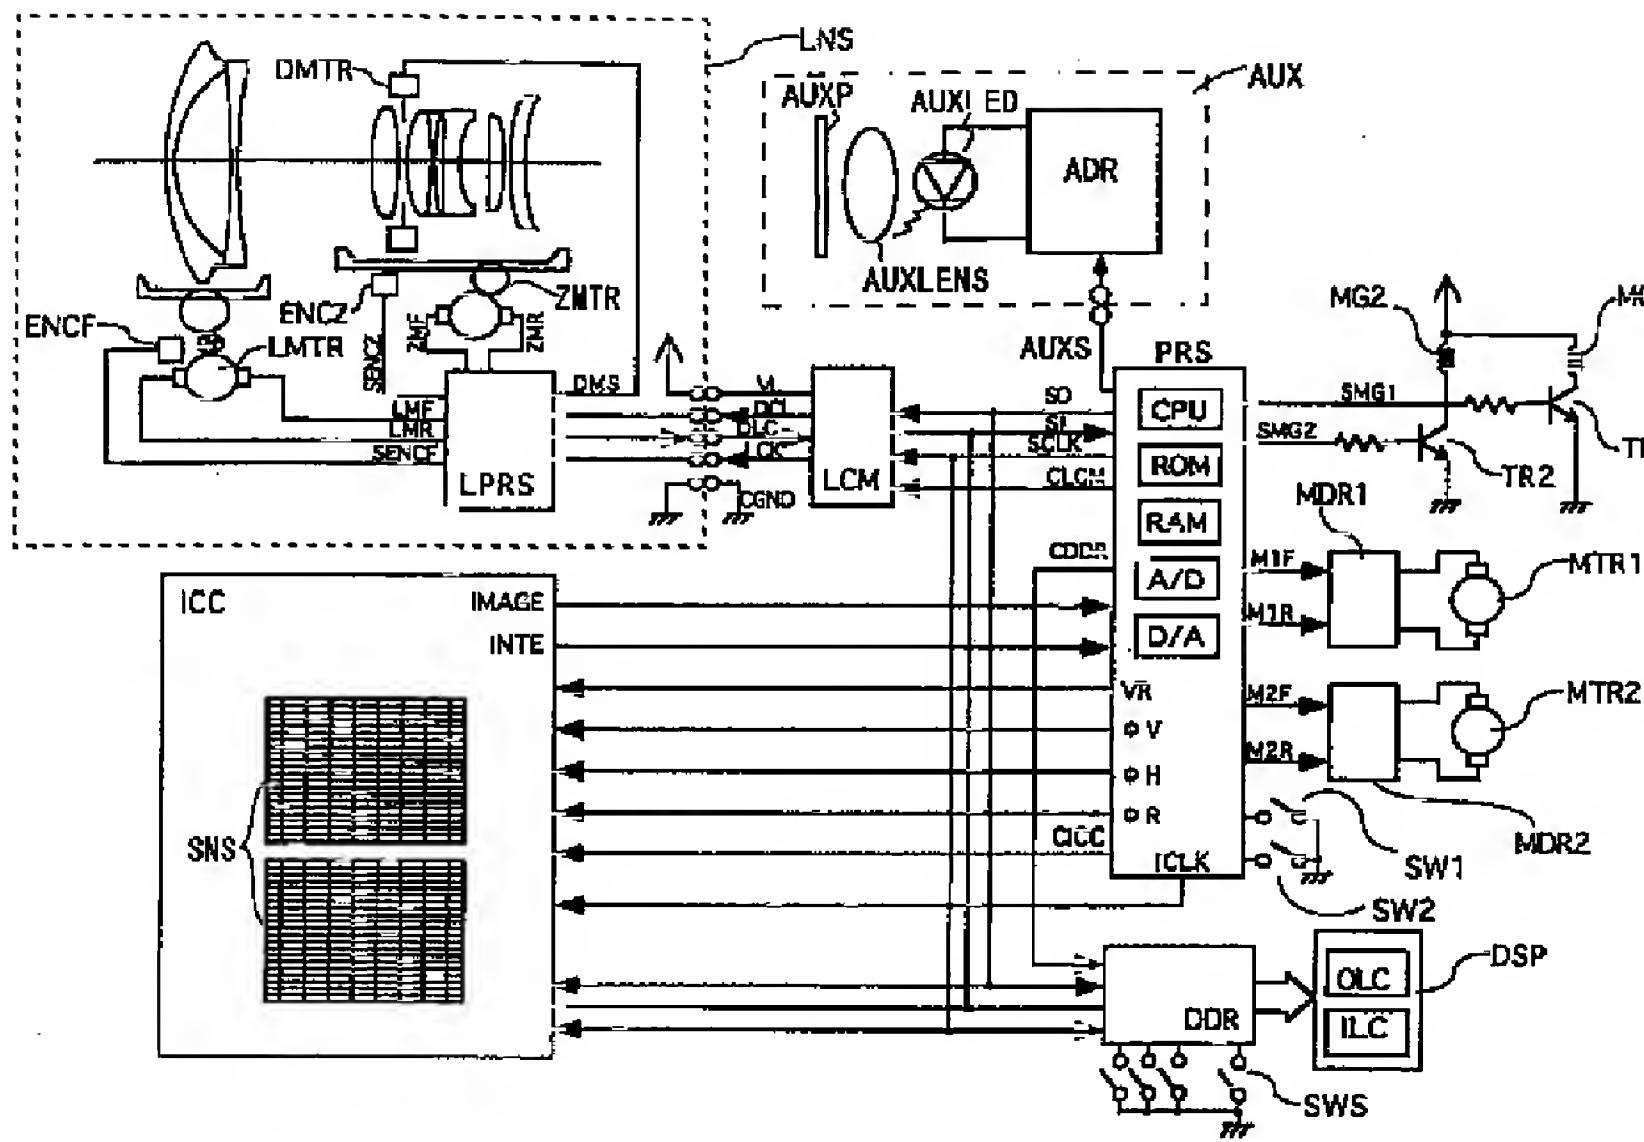 LNS
DMTR
AUX
AUXP
AUXLED
ADR
AUXLENS
ENCZ
ZMTR
ENCF
LMTR
ZMF
ZMR
SENCZ
AUXS
PRS
MG2
DMS
VL
DCL
DLC
LCK
LMF
LMR
SENCF
LPRS
LCM
CGND
SO
SI
SCLK
CLCM
CPU
ROM
RAM
A/D
D/A
SMG1
SMG2
TR2
MDR1
CDDR
M1F
M1R
MTR1
ICC
IMAGE
INTE
VR
V
H
R
CICC
ICLK
M2F
M2R
MTR2
MDR2
SW1
SW2
SNS
DDR
DSP
OLC
ILC
SWS